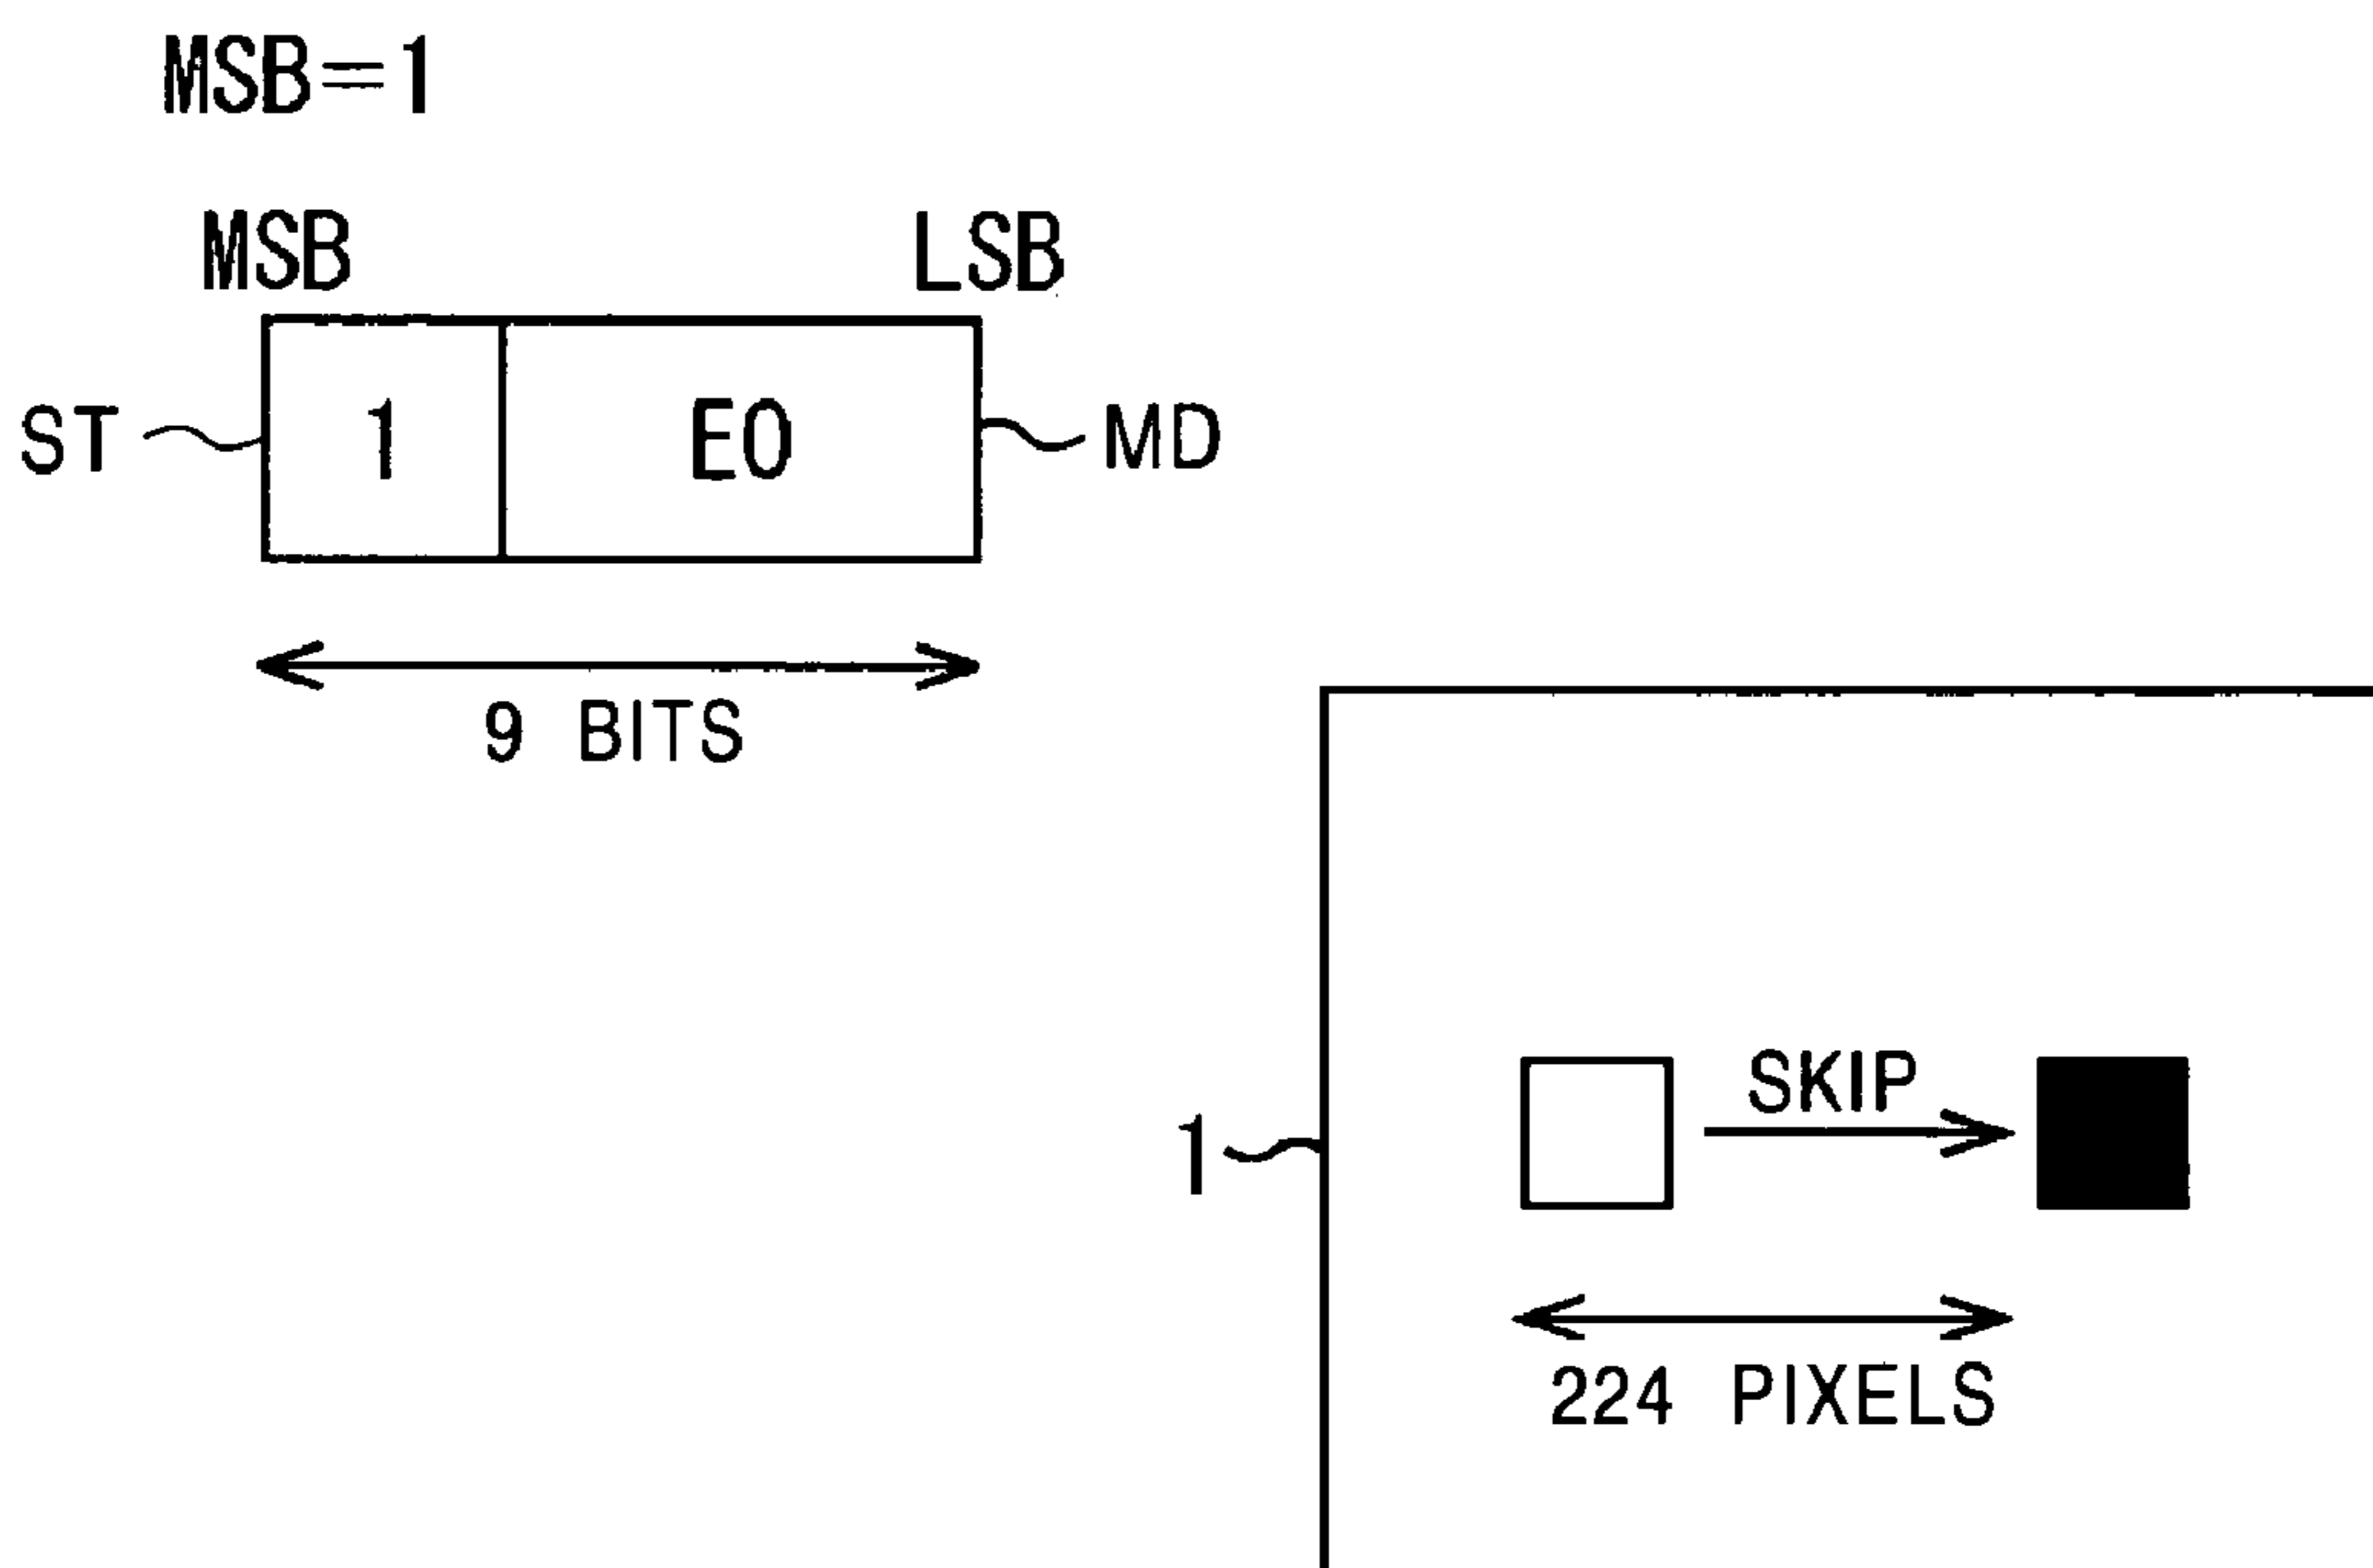 MSB=1
MSB LSB
ST 1 E0 MD
9 BITS
SKIP
1
224 PIXELS